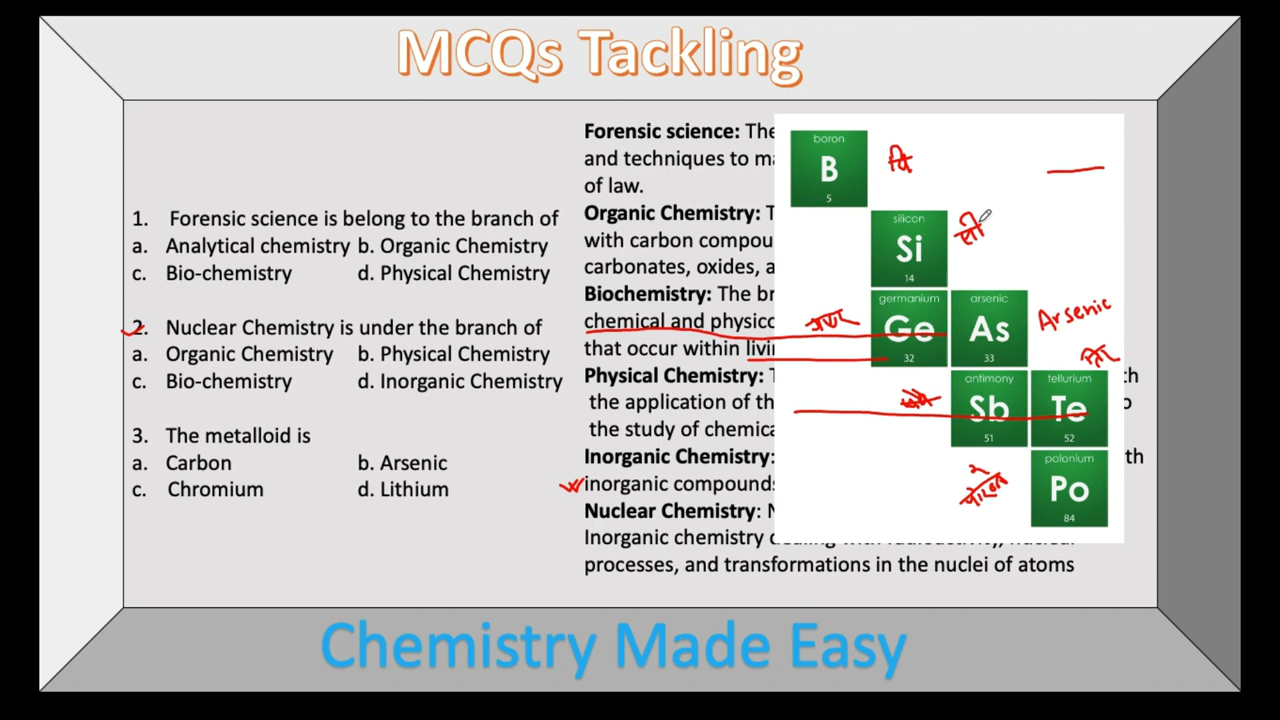 MCQs Tackling
1. Forensic science is belong to the branch of
a. Analytical chemistry b. Organic Chemistry
c. Bio-chemistry d. Physical Chemistry
2. Nuclear Chemistry is under the branch of
a. Organic Chemistry b. Physical Chemistry
c. Bio-chemistry d. Inorganic Chemistry
3. The metalloid is
a. Carbon b. Arsenic
c. Chromium d. Lithium
Forensic science: The
and techniques to ma
of law.
Organic Chemistry: T
with carbon compou
carbonates, oxides, a
Biochemistry: The br
chemical and physico
that occur within livi
Physical Chemistry: T th
the application of th o
the study of chemica
Inorganic Chemistry: th
inorganic compounds
Nuclear Chemistry: N
Inorganic chemistry dealing with radioactivity, nuclear
processes, and transformations in the nuclei of atoms
boron
B
5
silicon
Si
14
germanium
Ge
32
arsenic
As
33
Arsenic
antimony
Sb
51
tellurium
Te
52
polonium
Po
84
Chemistry Made Easy